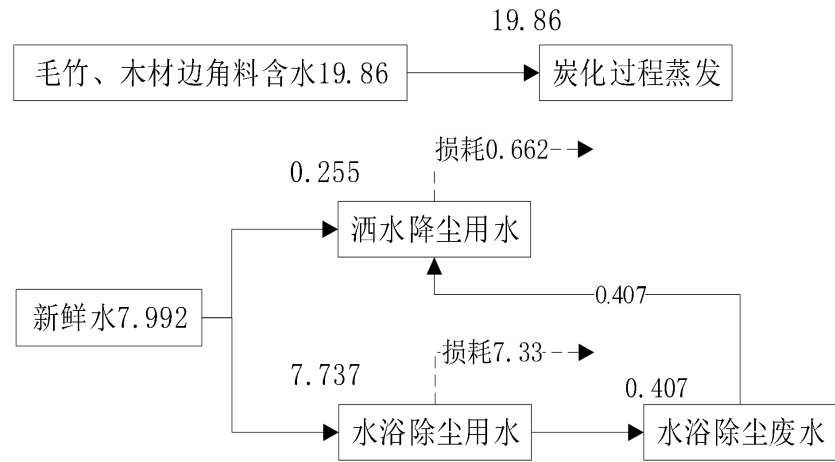 19.86
毛竹、木材边角料含水19.86
炭化过程蒸发
损耗0.662
0.255
洒水降尘用水
新鲜水7.992
0.407
损耗7.33
7.737
0.407
水浴除尘用水
水浴除尘废水